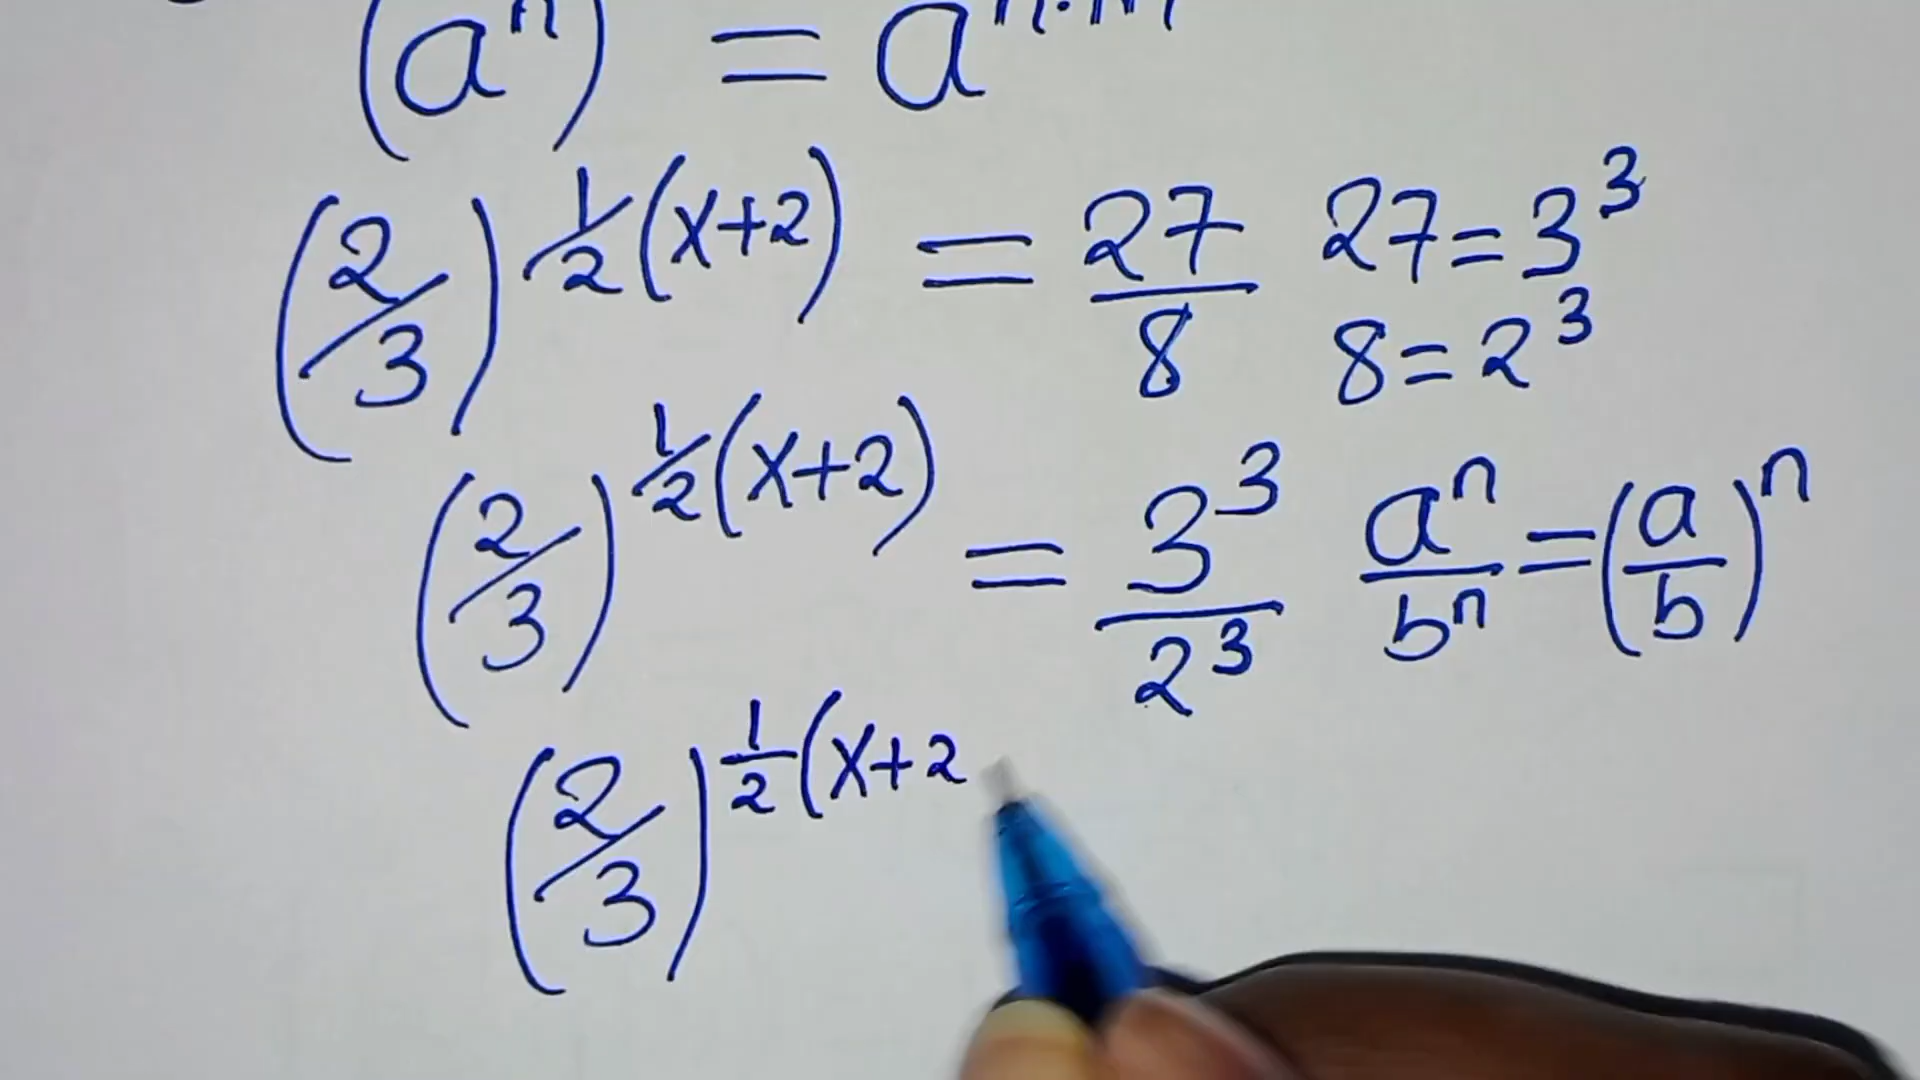 (aⁿ) = aⁿ·ᵐ
(2/3)^½(x+2) = 27/8 27=3³
8=2³
(2/3)^½(x+2) = 3³/2³ aⁿ/bⁿ=(a/b)ⁿ
(2/3)^½(x+2